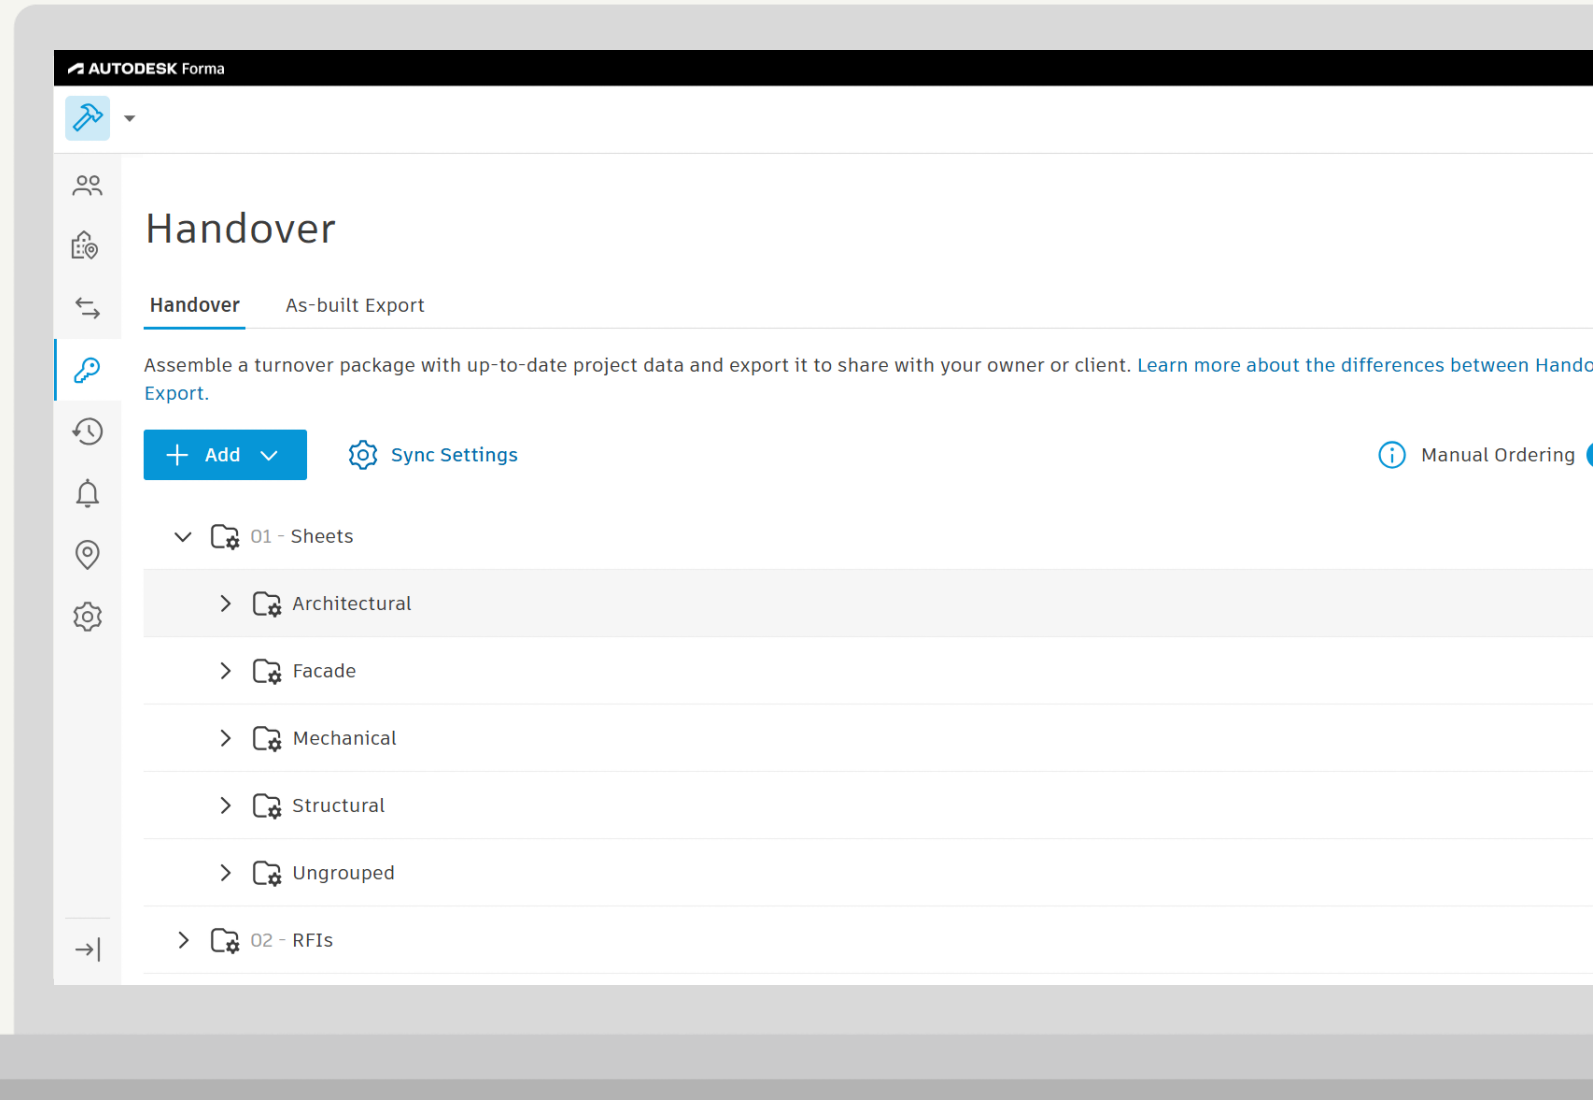 AUTODESK Forma
Handover
Handover As-built Export
Assemble a turnover package with up-to-date project data and export it to share with your owner or client. Learn more about the differences between Hando
Export.
Add Sync Settings Manual Ordering
01 - Sheets
Architectural
Facade
Mechanical
Structural
Ungrouped
02 - RFIs